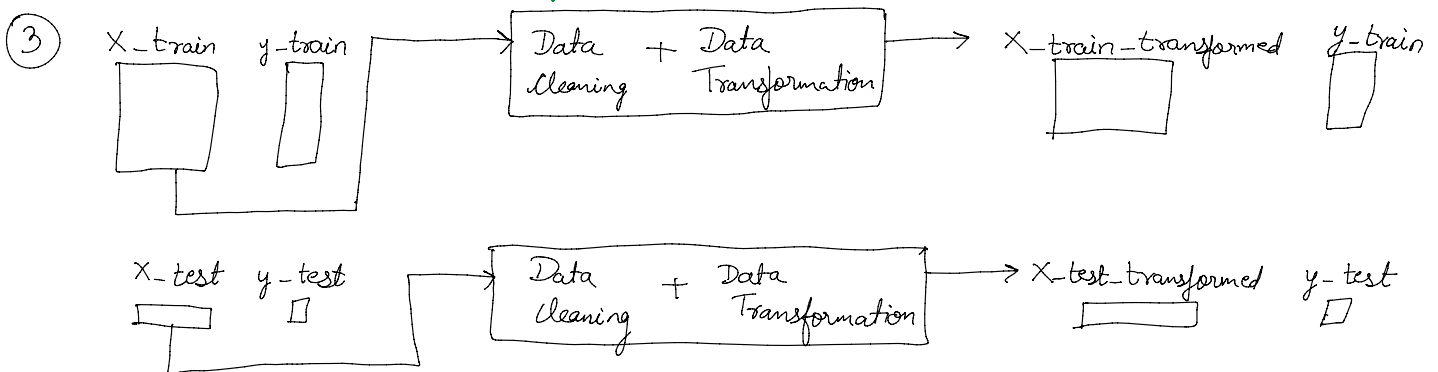 3
X_train y_train
Data + Data
Cleaning Transformation
X_train_transformed y_train
X_test y_test
Data + Data
Cleaning Transformation
X_test_transformed y_test